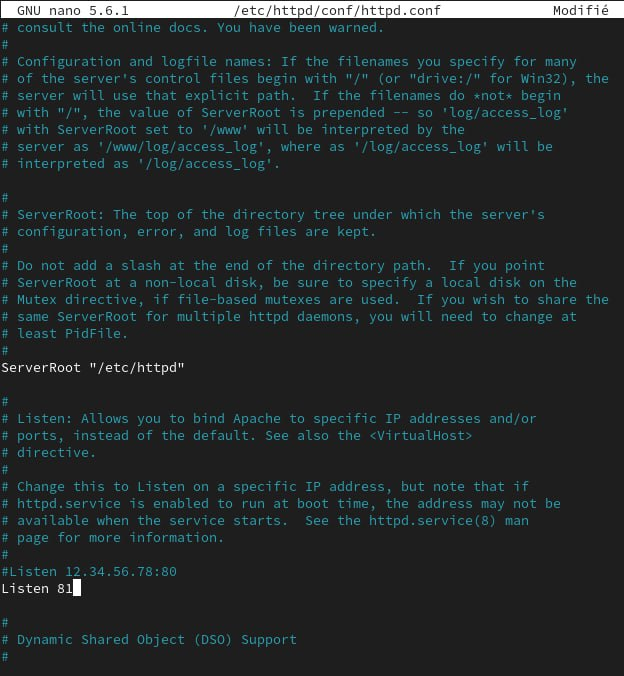 GNU nano 5.6.1 /etc/httpd/conf/httpd.conf Modifié
# consult the online docs. You have been warned.
#
# Configuration and logfile names: If the filenames you specify for many
# of the server's control files begin with "/" (or "drive:/" for Win32), the
# server will use that explicit path.  If the filenames do *not* begin
# with "/", the value of ServerRoot is prepended -- so 'log/access_log'
# with ServerRoot set to '/www' will be interpreted by the
# server as '/www/log/access_log', where as '/log/access_log' will be
# interpreted as '/log/access_log'.

#
# ServerRoot: The top of the directory tree under which the server's
# configuration, error, and log files are kept.
#
# Do not add a slash at the end of the directory path.  If you point
# ServerRoot at a non-local disk, be sure to specify a local disk on the
# Mutex directive, if file-based mutexes are used.  If you wish to share the
# same ServerRoot for multiple httpd daemons, you will need to change at
# least PidFile.
#
ServerRoot "/etc/httpd"

#
# Listen: Allows you to bind Apache to specific IP addresses and/or
# ports, instead of the default. See also the <VirtualHost>
# directive.
#
# Change this to Listen on a specific IP address, but note that if
# httpd.service is enabled to run at boot time, the address may not be
# available when the service starts.  See the httpd.service(8) man
# page for more information.
#
#Listen 12.34.56.78:80
Listen 81

#
# Dynamic Shared Object (DSO) Support
#